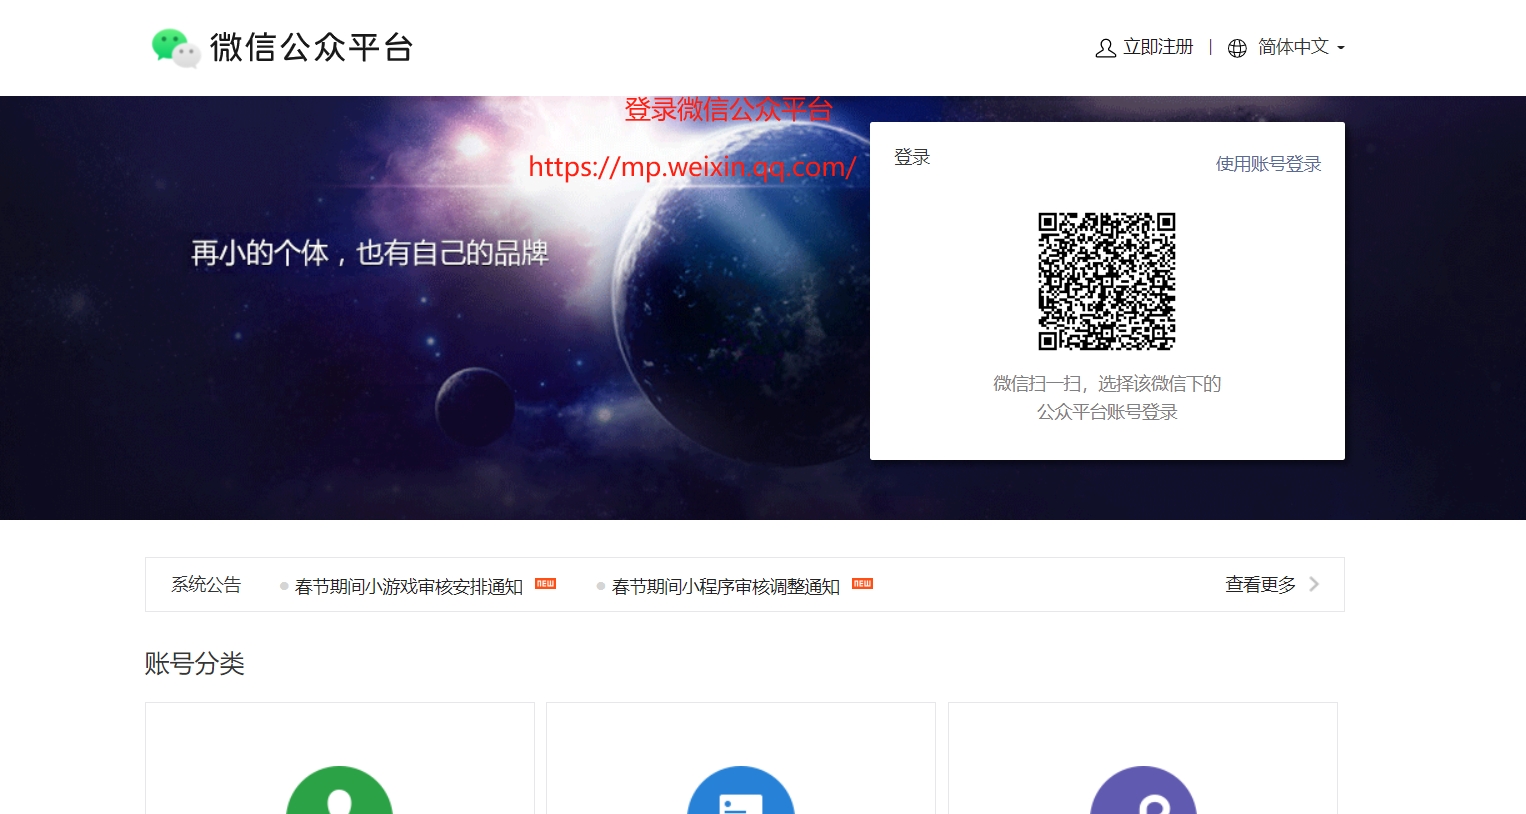 微信公众平台
立即注册 | 简体中文
登录微信公众平台
https://mp.weixin.qq.com/
登录
使用账号登录
再小的个体，也有自己的品牌
微信扫一扫，选择该微信下的
公众平台账号登录
系统公告
春节期间小游戏审核安排通知 NEW
春节期间小程序审核调整通知 NEW
查看更多
账号分类